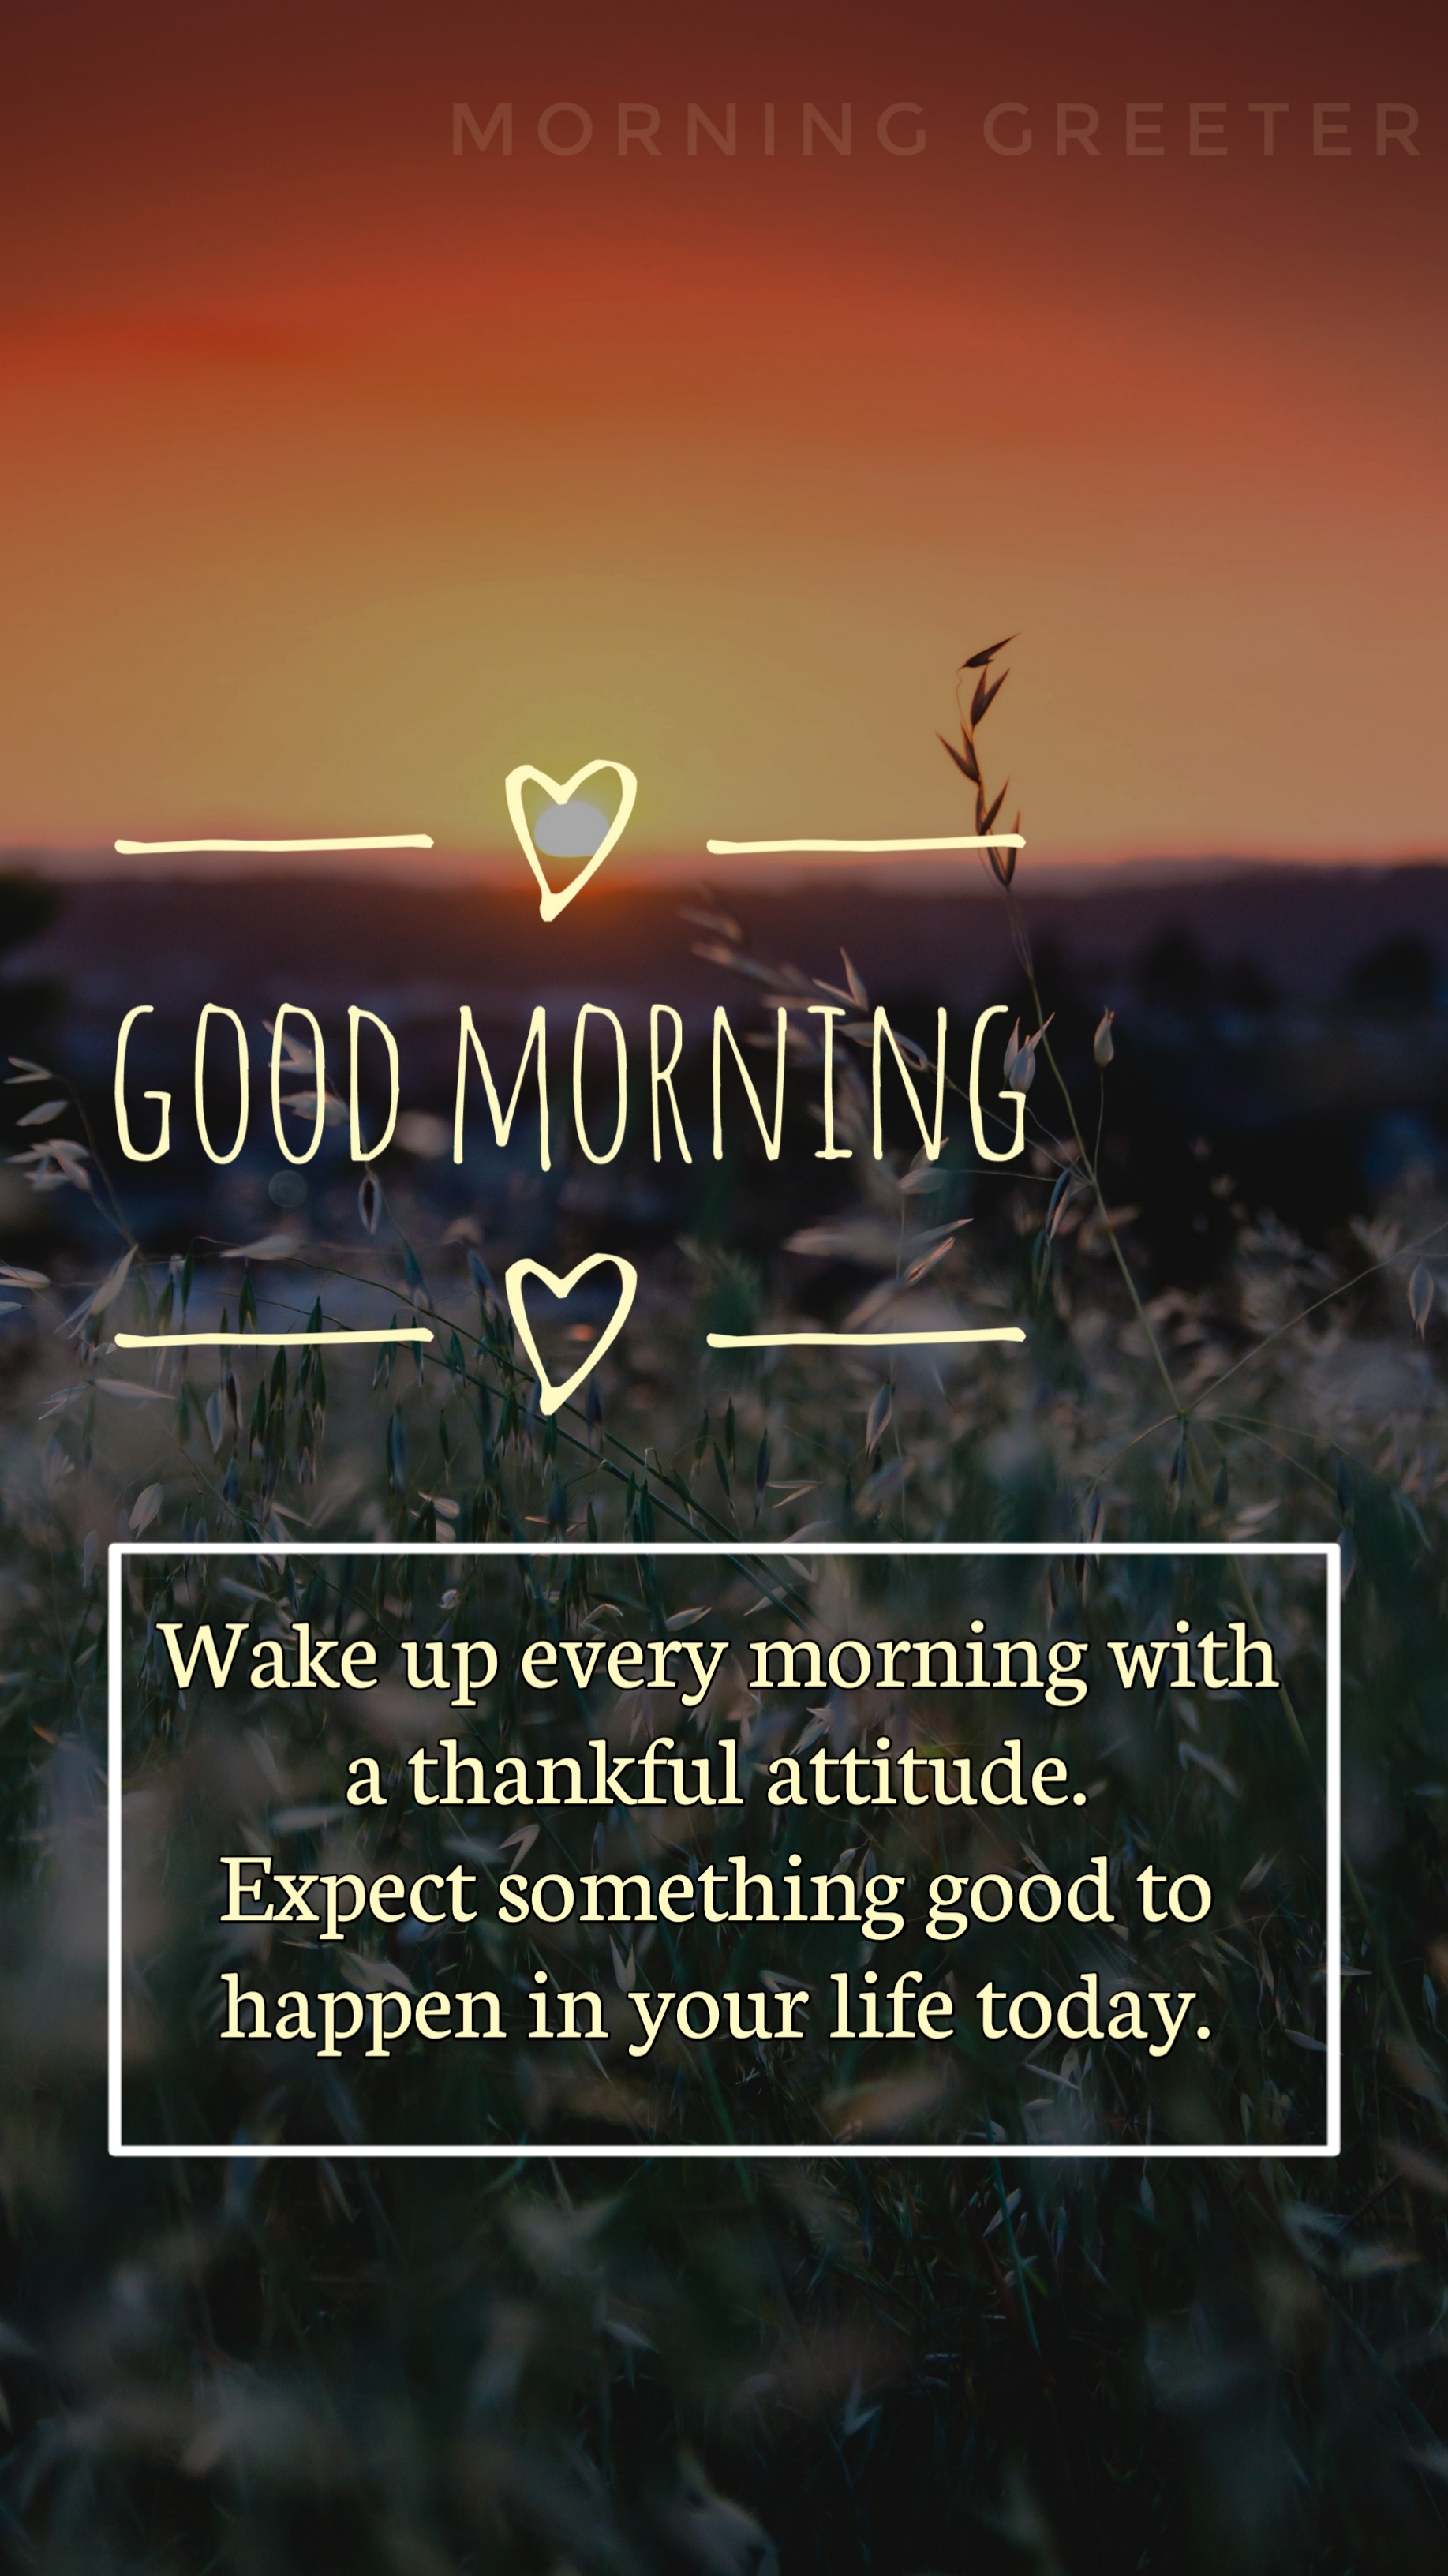 MORNING GREETER
GOOD MORNING
Wake up every morning with
a thankful attitude.
Expect something good to
happen in your life today.